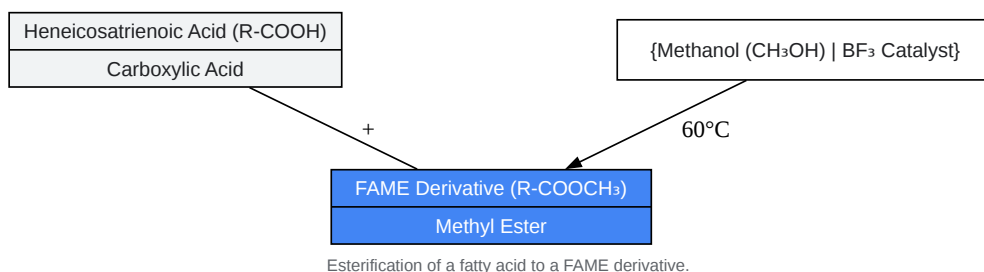 Heneicosatrienoic Acid (R-COOH)
Carboxylic Acid
{Methanol (CH₃OH) | BF₃ Catalyst}
+
60°C
FAME Derivative (R-COOCH₃)
Methyl Ester
Esterification of a fatty acid to a FAME derivative.